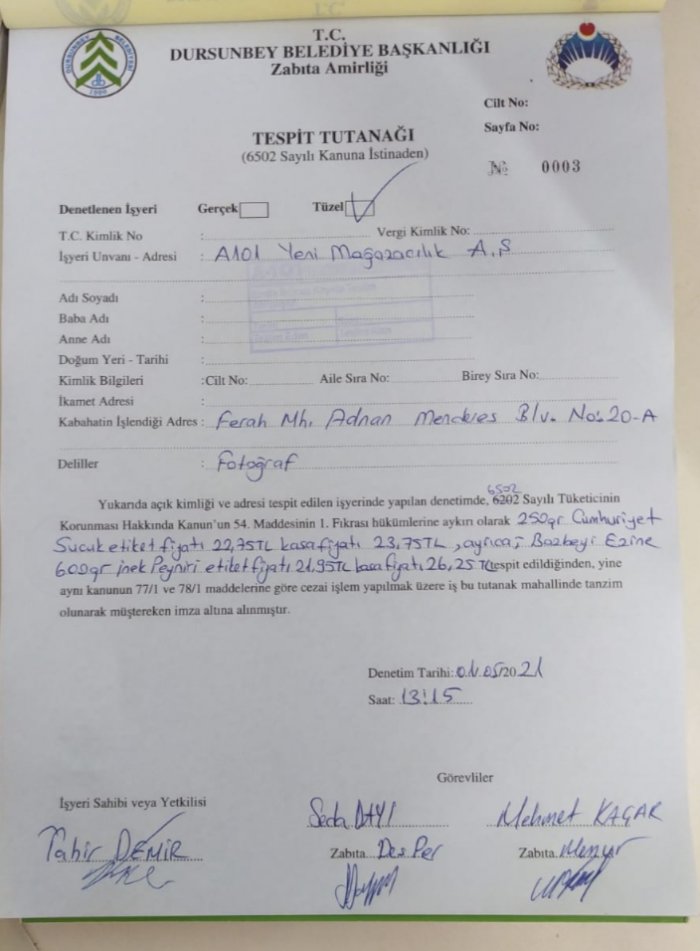 T.C.
DURSUNBEY BELEDİYE BAŞKANLIĞI
Zabıta Amirliği
Cilt No:
Sayfa No:
TESPİT TUTANAĞI
(6502 Sayılı Kanuna İstinaden)
№ 0003
Denetlenen İşyeri Gerçek Tüzel
T.C. Kimlik No : Vergi Kimlik No:
İşyeri Unvanı - Adresi : A101 Yeni Mağazacılık A.Ş
Adı Soyadı :
Baba Adı :
Anne Adı :
Doğum Yeri - Tarihi :
Kimlik Bilgileri :Cilt No: Aile Sıra No: Birey Sıra No:
İkamet Adresi :
Kabahatin İşlendiği Adres : Ferah Mh. Adnan Menderes Blv. No:20-A
Deliller : Fotoğraf
6502
Yukarıda açık kimliği ve adresi tespit edilen işyerinde yapılan denetimde, 6202 Sayılı Tüketicinin
Korunması Hakkında Kanun'un 54. Maddesinin 1. Fıkrası hükümlerine aykırı olarak 250gr Cumhuriyet
Sucuk etiket fiyatı 22,75TL kasa fiyatı 23,75TL, ayrıca; Bozbeyi Ezine
600gr inek Peyniri etiket fiyatı 21,95TL kasa fiyatı 26,25 TL tespit edildiğinden, yine
aynı kanunun 77/1 ve 78/1 maddelerine göre cezai işlem yapılmak üzere iş bu tutanak mahallinde tanzim
olunarak müştereken imza altına alınmıştır.
Denetim Tarihi: 01.05/2021
Saat: 13:15
Görevliler
İşyeri Sahibi veya Yetkilisi Seda DAYI Mehmet KAÇAR
Tahir DEMİR Zabıta Des Per Zabıta Memur